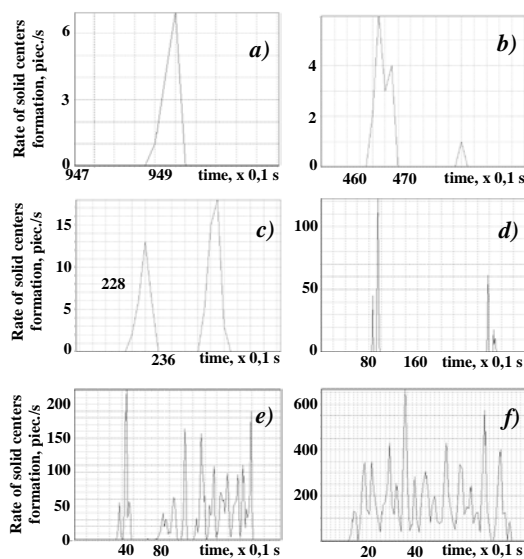 Rate of solid centers
formation, piec./s
6
3
0
a)
947
949
time, x 0,1 s
4
2
0
b)
460
470
time, x 0,1 s
Rate of solid centers
formation, piec./s
15
10
5
0
c)
228
236
time, x 0,1 s
100
50
0
d)
80
160
time, x 0,1 s
Rate of solid centers
formation, piec./s
200
150
100
50
0
e)
40
80
time, x 0,1 s
600
400
200
f)
20
40
time, x 0,1 s